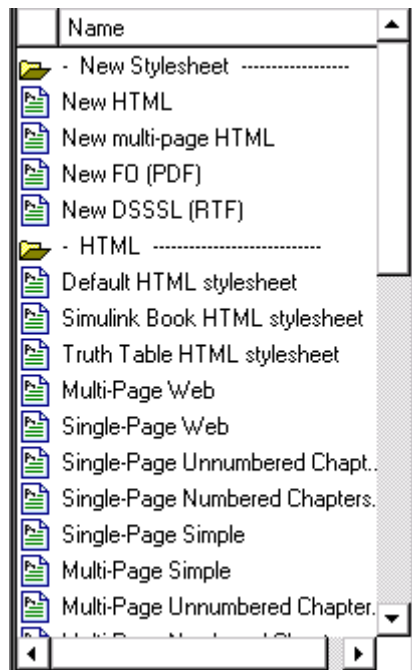 Name
- New Stylesheet -----------------
New HTML
New multi-page HTML
New FO (PDF)
New DSSSL (RTF)
- HTML --------------------------
Default HTML stylesheet
Simulink Book HTML stylesheet
Truth Table HTML stylesheet
Multi-Page Web
Single-Page Web
Single-Page Unnumbered Chapt..
Single-Page Numbered Chapters.
Single-Page Simple
Multi-Page Simple
Multi-Page Unnumbered Chapter.